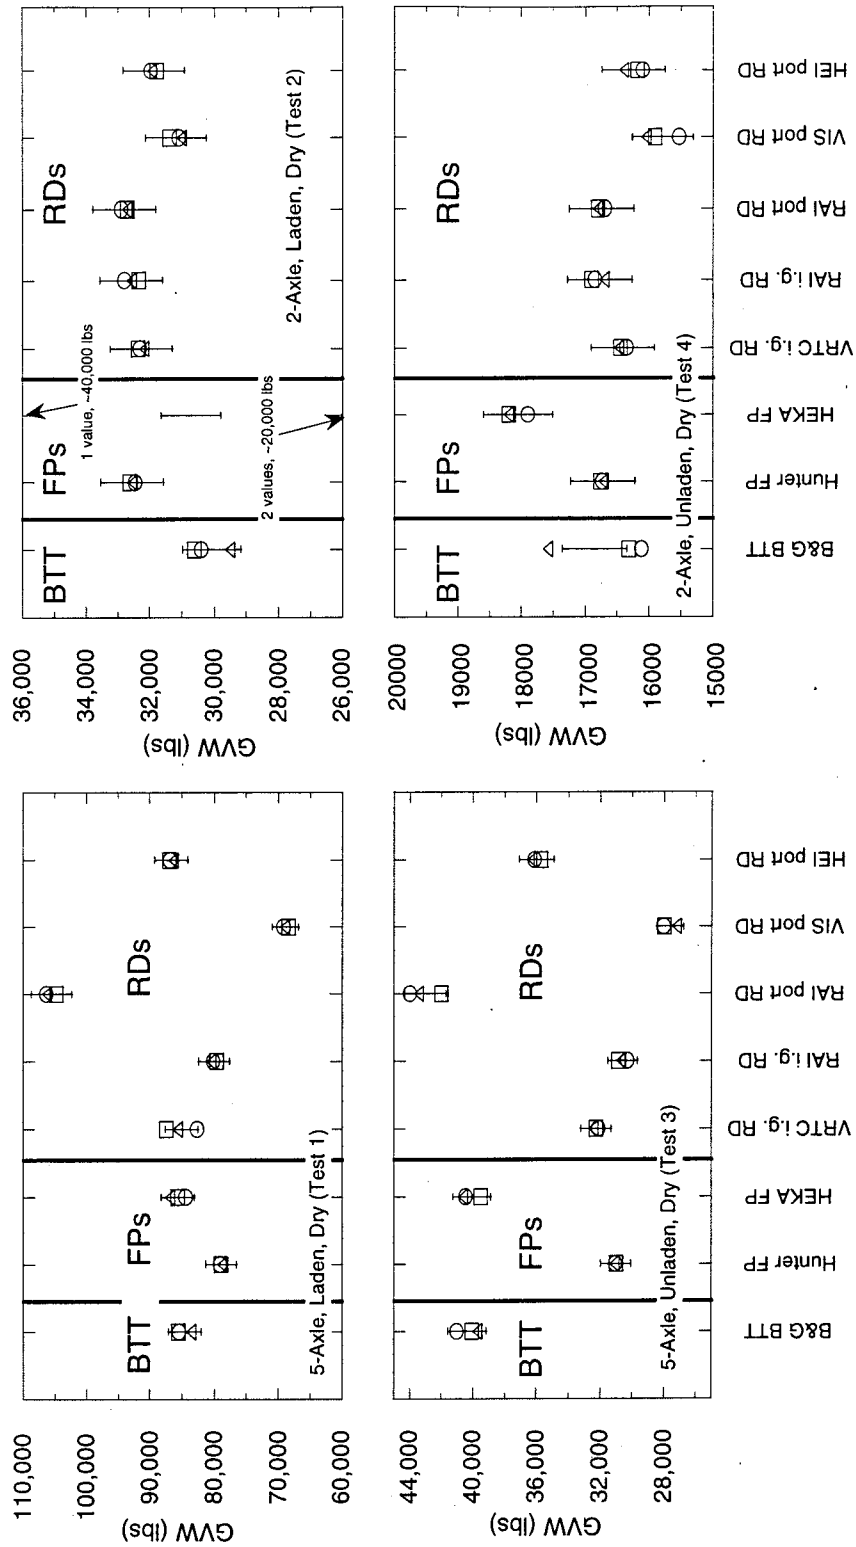 110,000
100,000
90,000
80,000
70,000
60,000
GVW (lbs)
BTT
FPs
RDs
5-Axle, Laden, Dry (Test 1)
36,000
34,000
32,000
30,000
28,000
26,000
GVW (lbs)
BTT
FPs
RDs
1 value, ~40,000 lbs
2 values, ~20,000 lbs
2-Axle, Laden, Dry (Test 2)
44,000
40,000
36,000
32,000
28,000
GVW (lbs)
BTT
FPs
RDs
5-Axle, Unladen, Dry (Test 3)
B&G BTT
Hunter FP
HEKA FP
VRTC i.g. RD
RAI i.g. RD
RAI port RD
VIS port RD
HEI port RD
20000
19000
18000
17000
16000
15000
GVW (lbs)
BTT
FPs
RDs
2-Axle, Unladen, Dry (Test 4)
B&G BTT
Hunter FP
HEKA FP
VRTC i.g. RD
RAI i.g. RD
RAI port RD
VIS port RD
HEI port RD